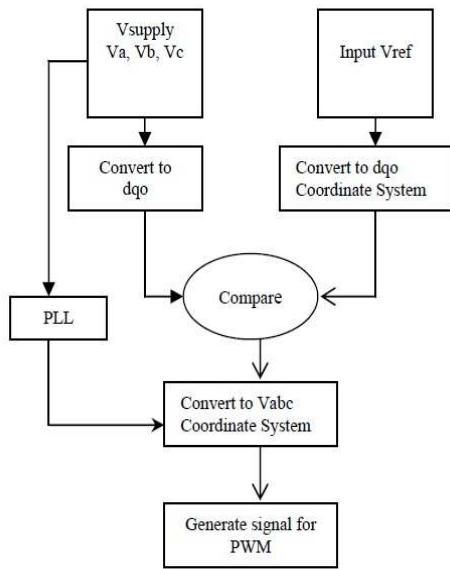 Vsupply
Va, Vb, Vc
Input Vref
Convert to
dqo
Convert to dqo
Coordinate System
Compare
PLL
Convert to Vabc
Coordinate System
Generate signal for
PWM